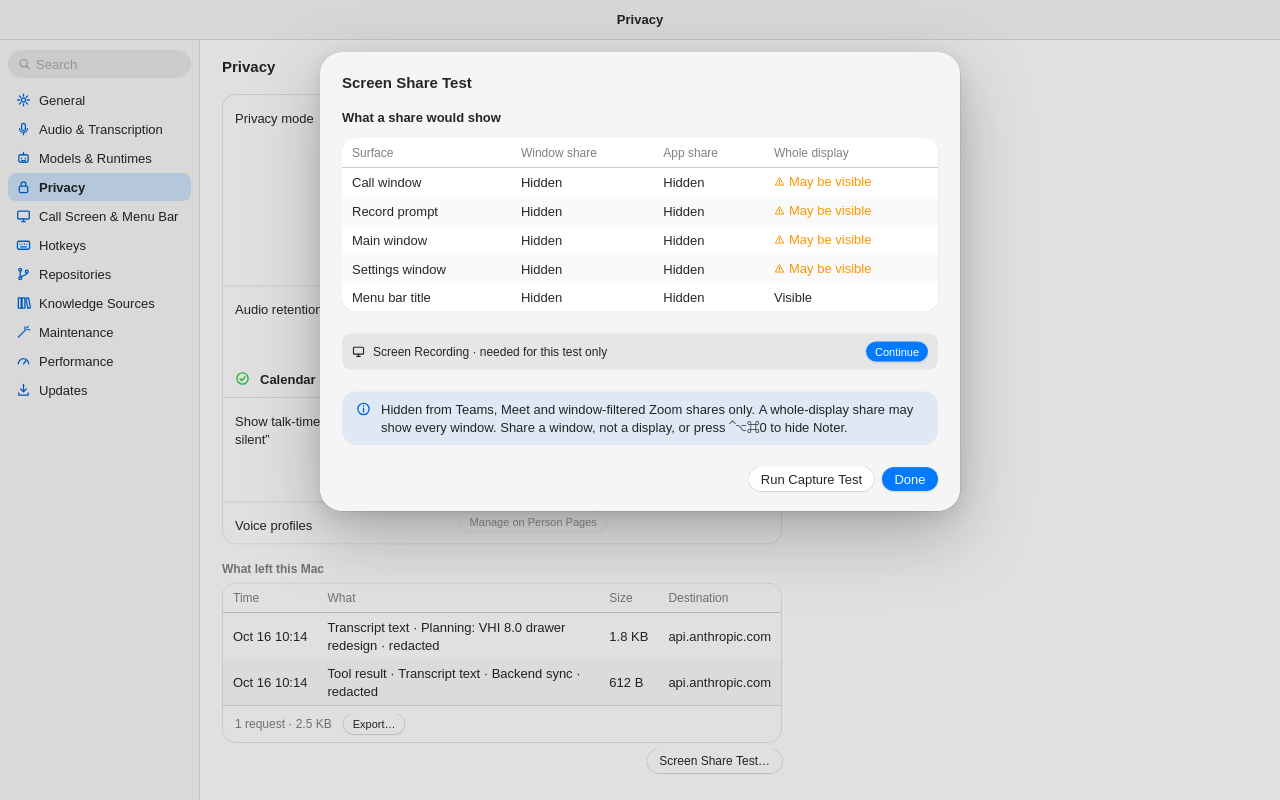 Privacy
Search
General
Audio & Transcription
Models & Runtimes
Privacy
Call Screen & Menu Bar
Hotkeys
Repositories
Knowledge Sources
Maintenance
Performance
Updates
Privacy
Privacy mode
Audio retention
Calendar
Show talk-time
silent”
Voice profiles
Manage on Person Pages
Screen Share Test
What a share would show
Surface Window share App share Whole display
Call window Hidden Hidden May be visible
Record prompt Hidden Hidden May be visible
Main window Hidden Hidden May be visible
Settings window Hidden Hidden May be visible
Menu bar title Hidden Hidden Visible
Screen Recording · needed for this test only Continue
Hidden from Teams, Meet and window-filtered Zoom shares only. A whole-display share may
show every window. Share a window, not a display, or press ⌃⌥⌘0 to hide Noter.
Run Capture Test Done
What left this Mac
Time What Size Destination
Oct 16 10:14 Transcript text · Planning: VHI 8.0 drawer 1.8 KB api.anthropic.com
redesign · redacted
Oct 16 10:14 Tool result · Transcript text · Backend sync · 612 B api.anthropic.com
redacted
1 request · 2.5 KB Export…
Screen Share Test…